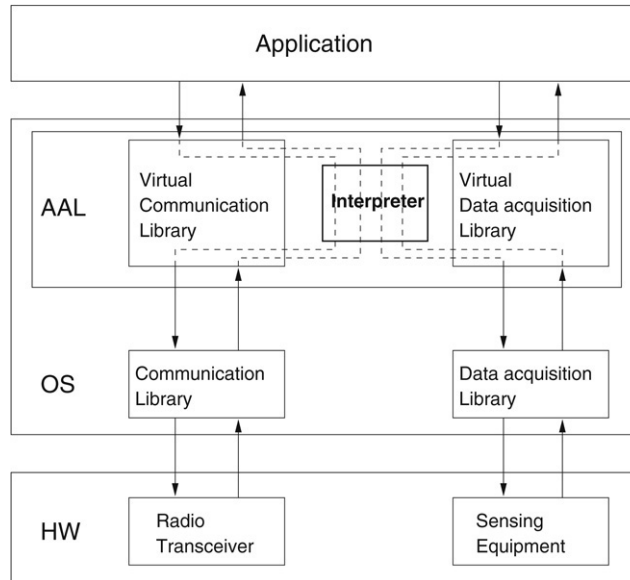 Application
AAL
Virtual
Communication
Library
Interpreter
Virtual
Data acquisition
Library
OS
Communication
Library
Data acquisition
Library
HW
Radio
Transceiver
Sensing
Equipment